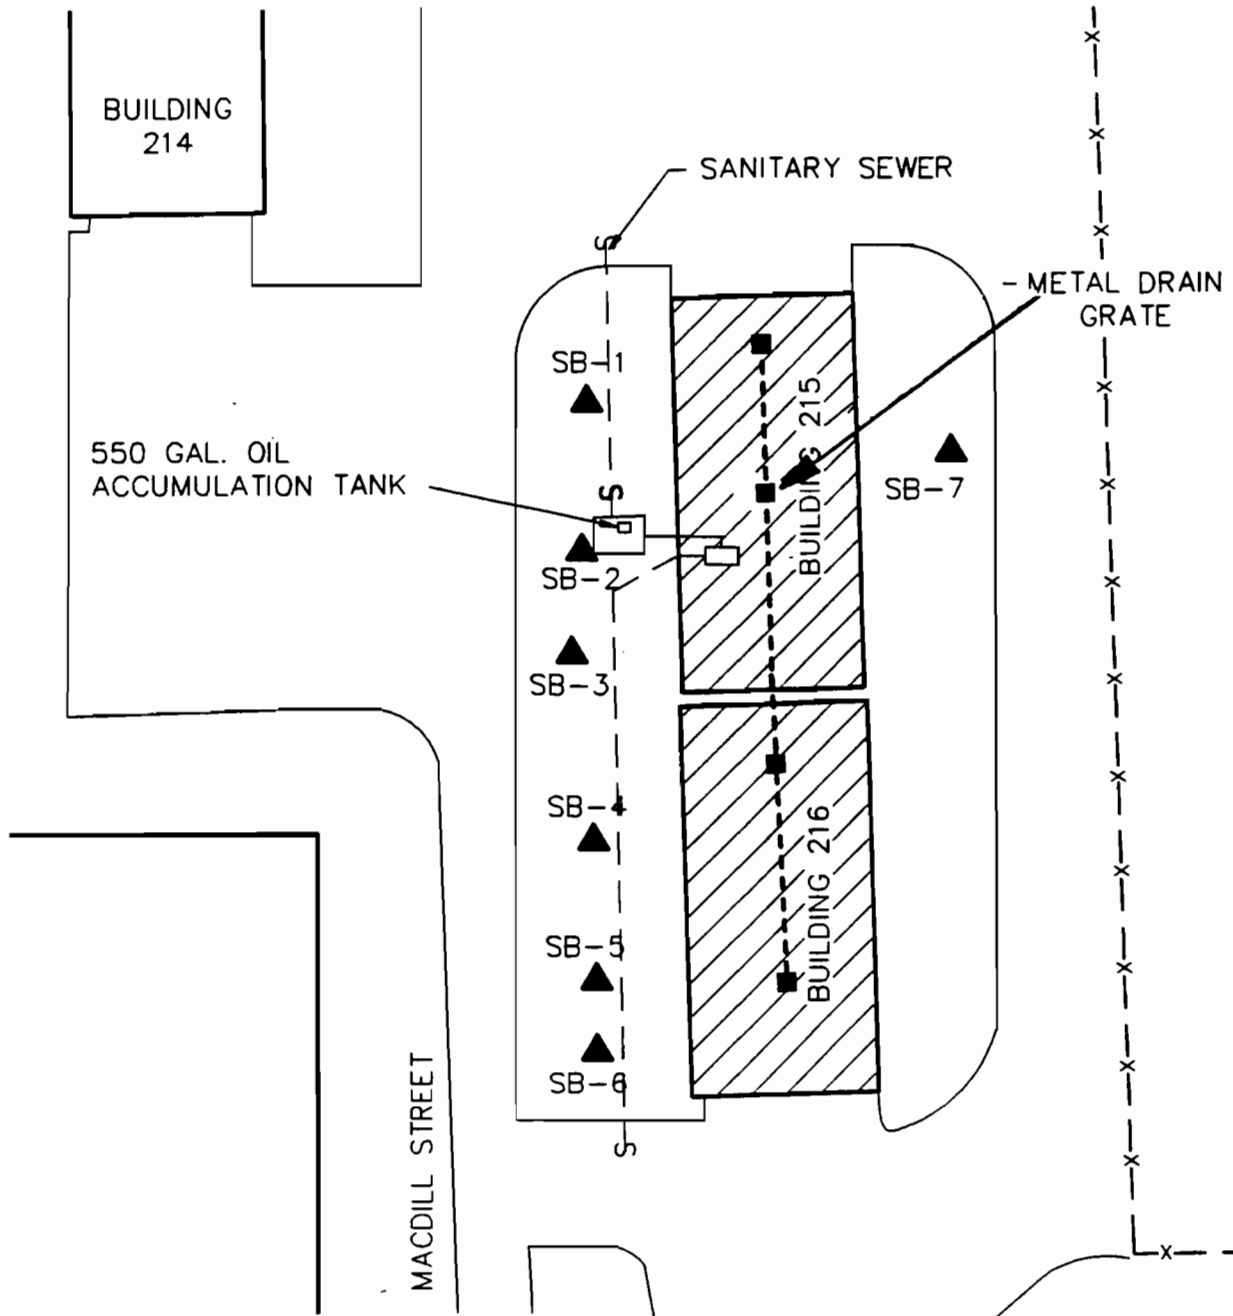 BUILDING
214
SANITARY SEWER
S
METAL DRAIN
GRATE
SB-1
BUILDING 215
550 GAL. OIL
ACCUMULATION TANK
S
SB-7
SB-2
SB-3
SB-4
BUILDING 216
SB-5
SB-6
MACDILL STREET
S